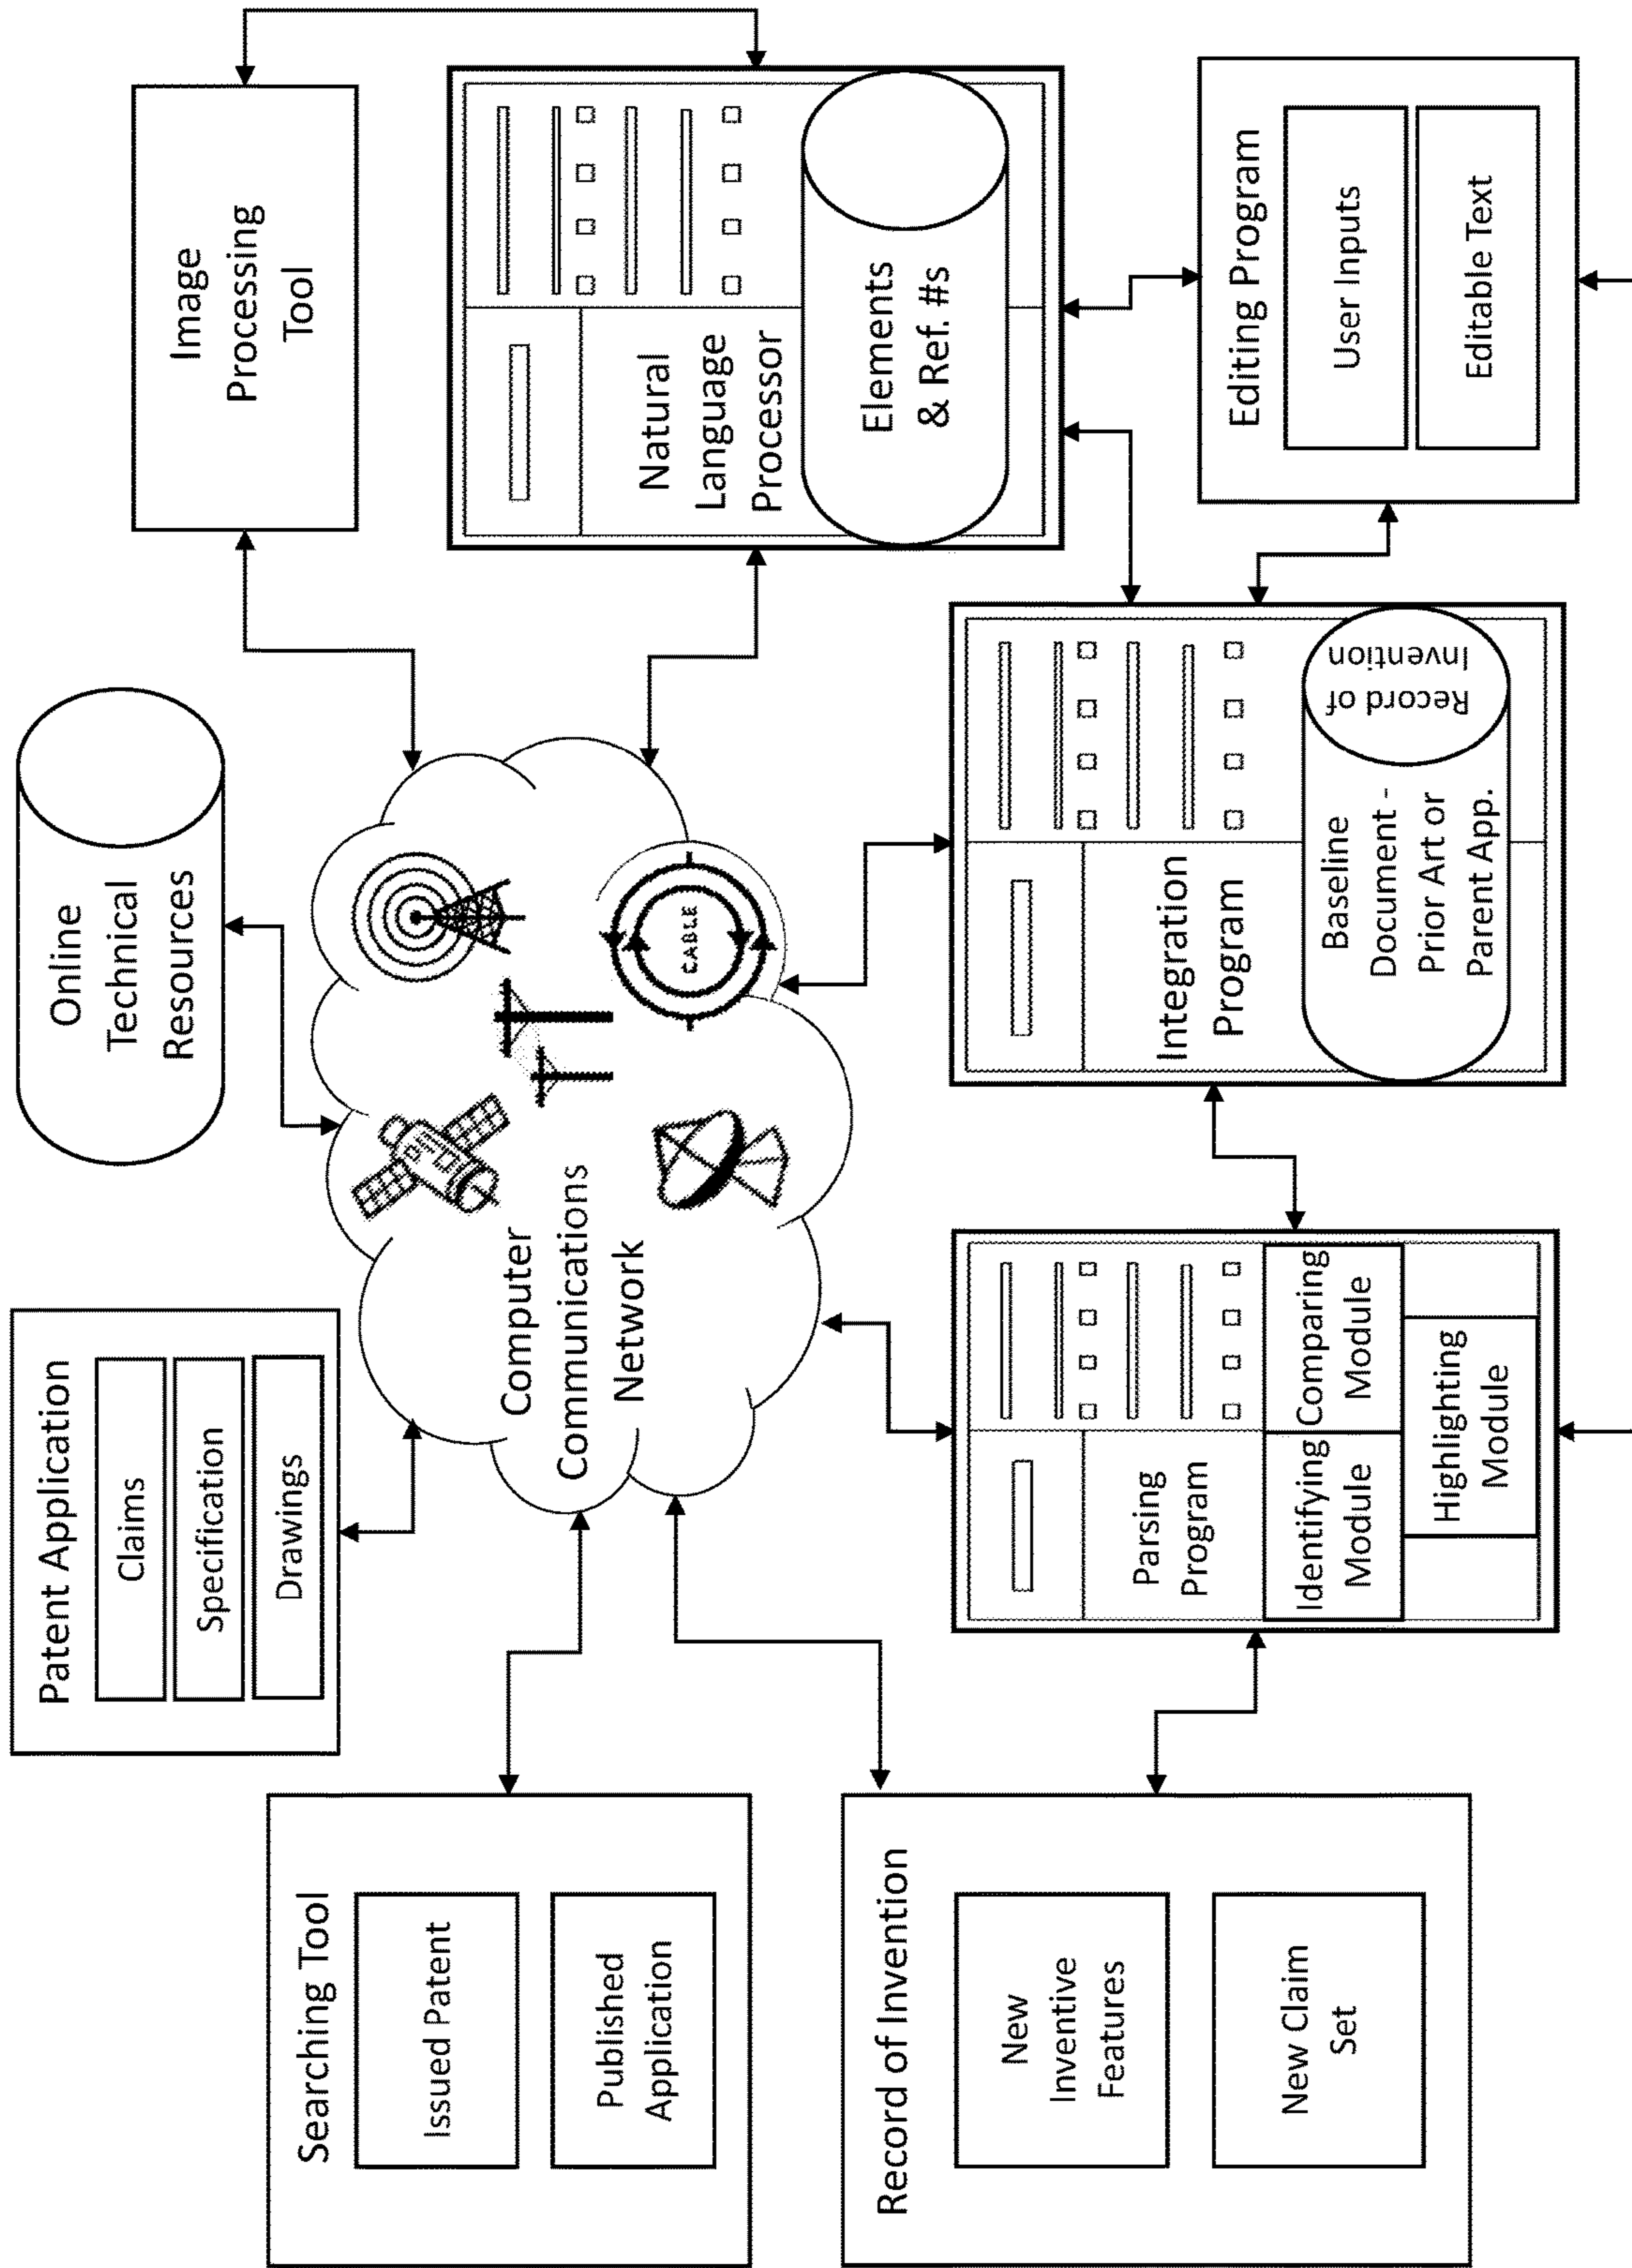 Searching Tool
Issued Patent
Published
Application
Patent Application
Claims
Specification
Drawings
Online
Technical
Resources
Image
Processing
Tool
Computer
Communications
Network
CABLE
Natural
Language
Processor
Elements
& Ref. #s
Record of Invention
New
Inventive
Features
New Claim
Set
Parsing
Program
Identifying
Module
Comparing
Module
Highlighting
Module
Integration
Program
Baseline
Document -
Prior Art or
Parent App.
Record of
Invention
Editing Program
User Inputs
Editable Text